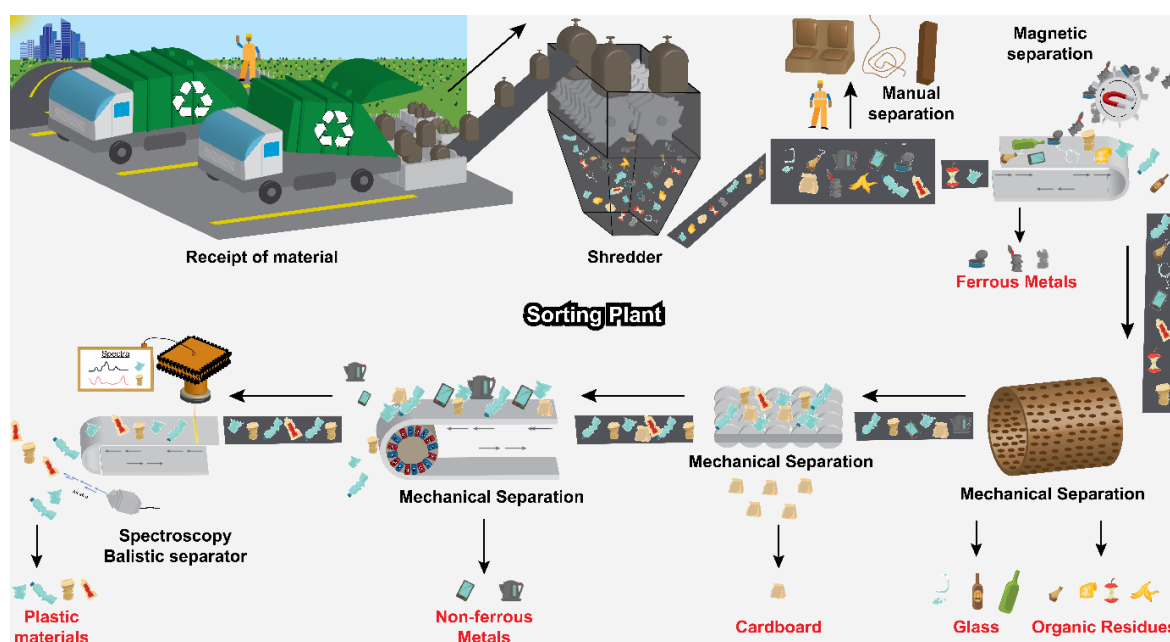 Magnetic
separation
Manual
separation
Receipt of material
Shredder
Ferrous Metals
Sorting Plant
Spectra
Mechanical Separation
Mechanical Separation
Mechanical Separation
Spectroscopy
Balistic separator
Plastic
materials
Non-ferrous
Metals
Cardboard
Glass
Organic Residues